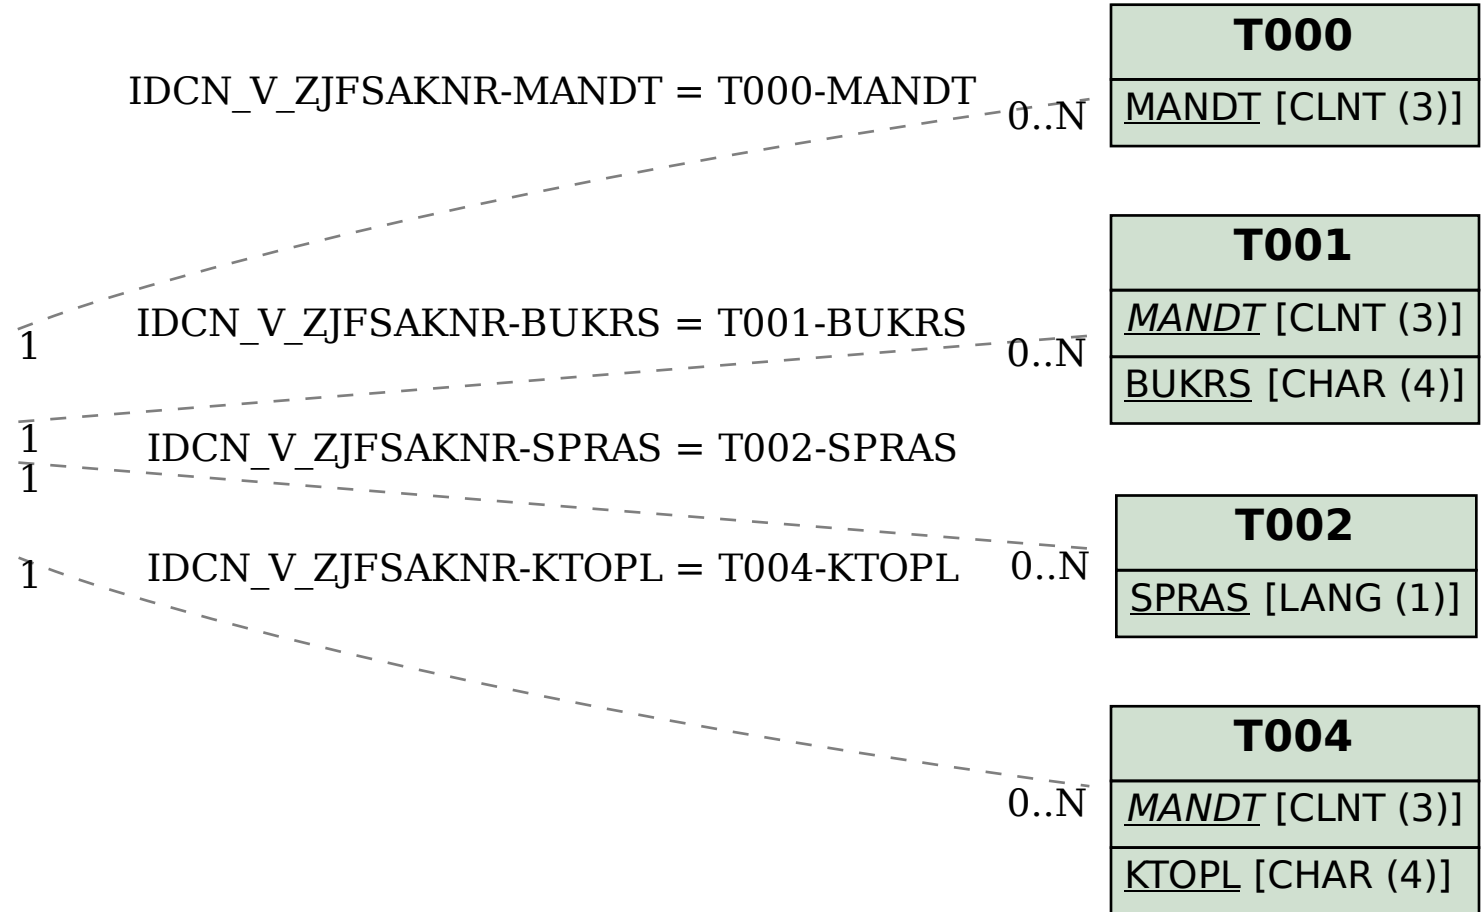 T000
IDCN_V_ZJFSAKNR-MANDT = T000-MANDT
0..N
MANDT [CLNT (3)]
T001
1
IDCN_V_ZJFSAKNR-BUKRS = T001-BUKRS
0..N
MANDT [CLNT (3)]
BUKRS [CHAR (4)]
1
IDCN_V_ZJFSAKNR-SPRAS = T002-SPRAS
1
T002
1
IDCN_V_ZJFSAKNR-KTOPL = T004-KTOPL
0..N
SPRAS [LANG (1)]
T004
0..N
MANDT [CLNT (3)]
KTOPL [CHAR (4)]